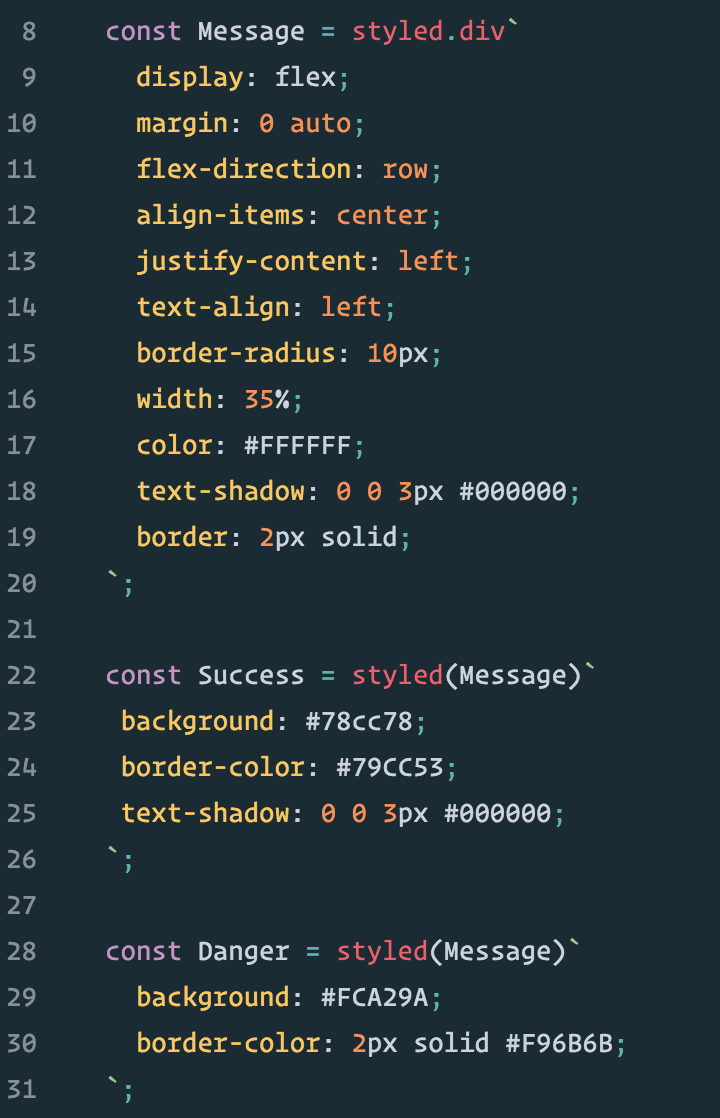 8 const Message = styled.div`
9 display: flex;
10 margin: 0 auto;
11 flex-direction: row;
12 align-items: center;
13 justify-content: left;
14 text-align: left;
15 border-radius: 10px;
16 width: 35%;
17 color: #FFFFFF;
18 text-shadow: 0 0 3px #000000;
19 border: 2px solid;
20 `;
21
22 const Success = styled(Message)`
23 background: #78cc78;
24 border-color: #79CC53;
25 text-shadow: 0 0 3px #000000;
26 `;
27
28 const Danger = styled(Message)`
29 background: #FCA29A;
30 border-color: 2px solid #F96B6B;
31 `;